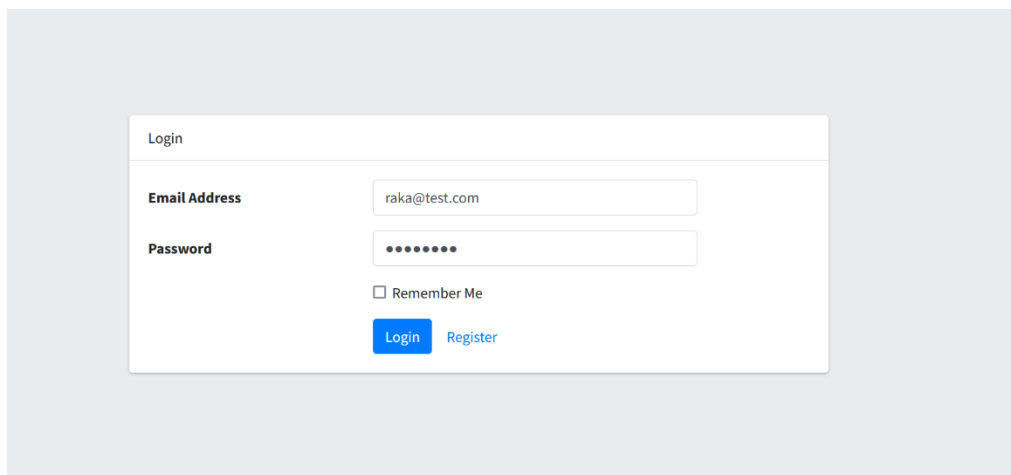 Login
Email Address raka@test.com
Password ●●●●●●●●
Remember Me
Login Register